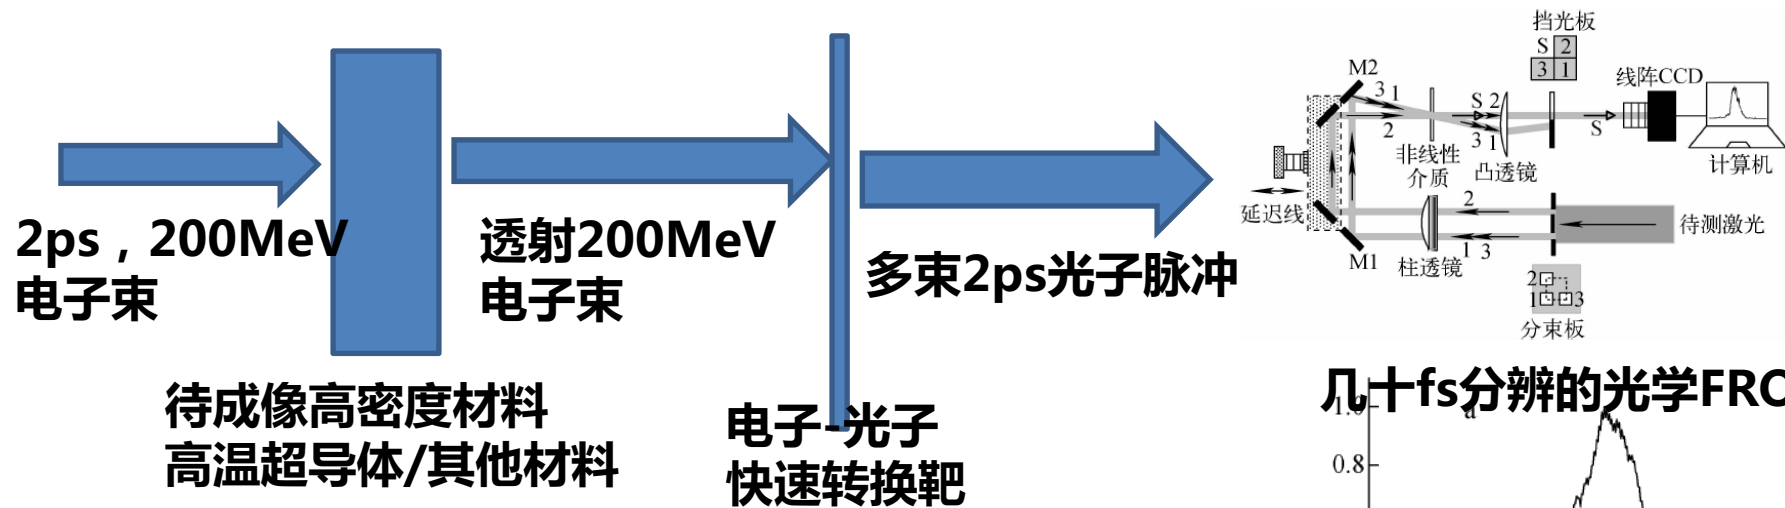 2ps，200MeV
电子束
待成像高密度材料
高温超导体/其他材料
透射200MeV
电子束
电子-光子
快速转换靶
多束2ps光子脉冲
挡光板
S 2
3 1
M2
3 1
2
S 2
3 1
S
线阵CCD
非线性
介质
凸透镜
计算机
延迟线
2
1 3
待测激光
M1
柱透镜
2
1 3
分束板
几十fs分辨的光学FRO
1.0
a
0.8